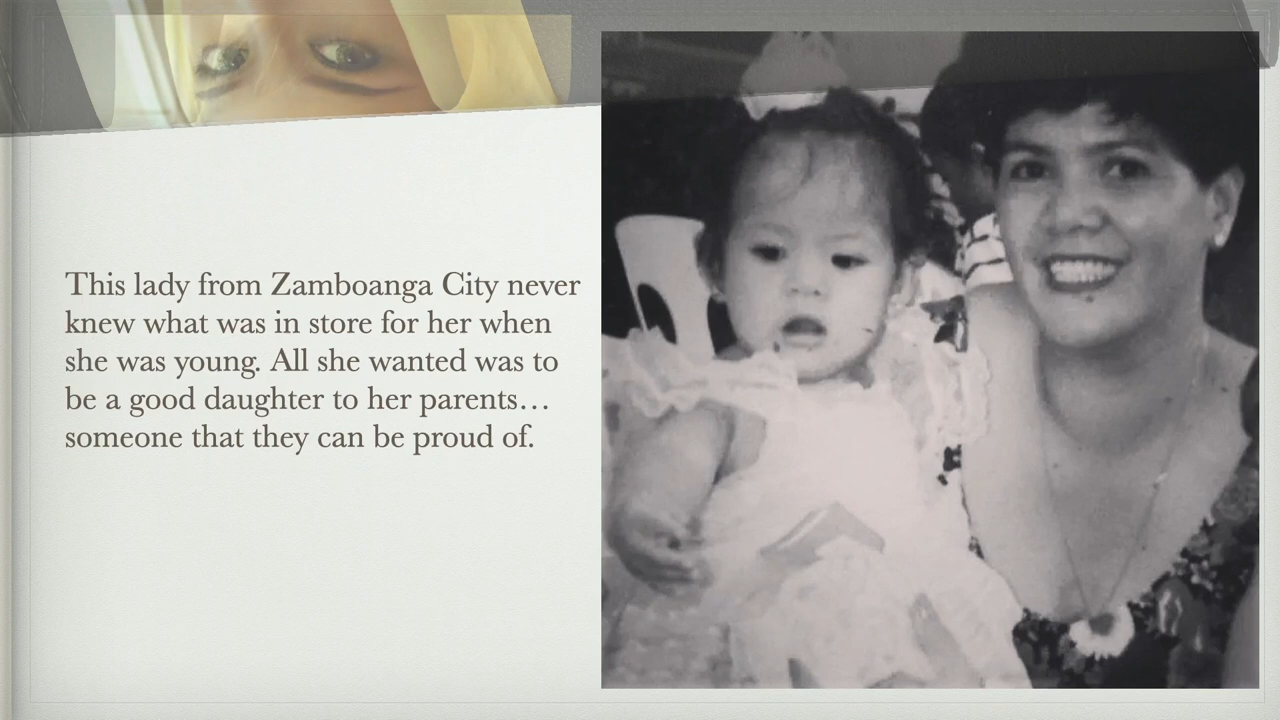 This lady from Zamboanga City never
knew what was in store for her when
she was young. All she wanted was to
be a good daughter to her parents…
someone that they can be proud of.